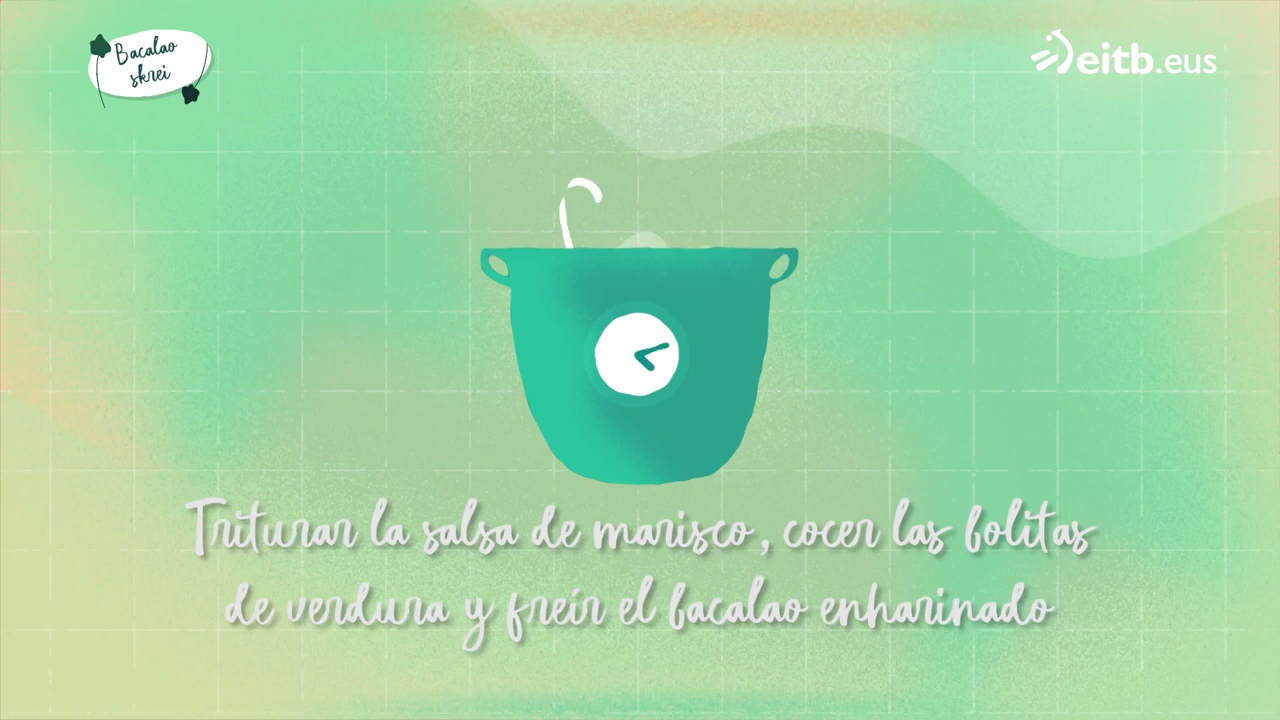 Bacalao
skrei
eitb.eus
Triturar la salsa de marisco, cocer las bolitas
de verdura y freír el bacalao enharinado